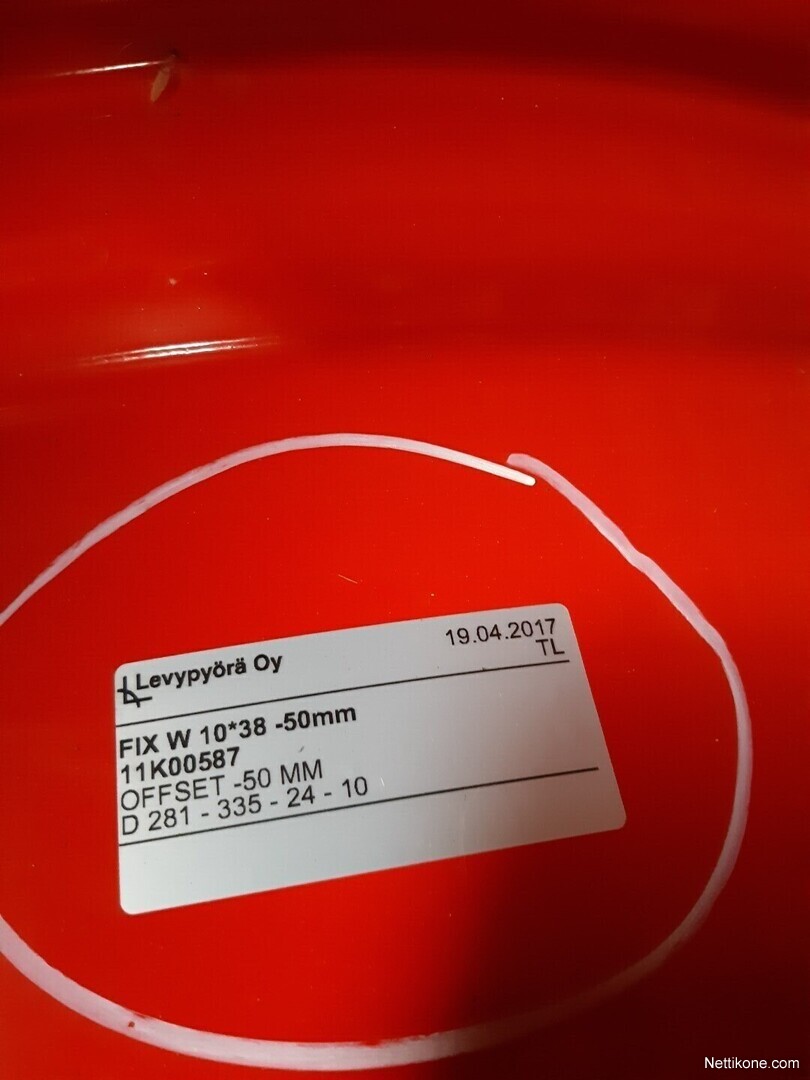 Levypyörä Oy
19.04.2017
TL
FIX W 10*38 -50mm
11K00587
OFFSET -50 MM
D 281 - 335 - 24 - 10
Nettikone.com